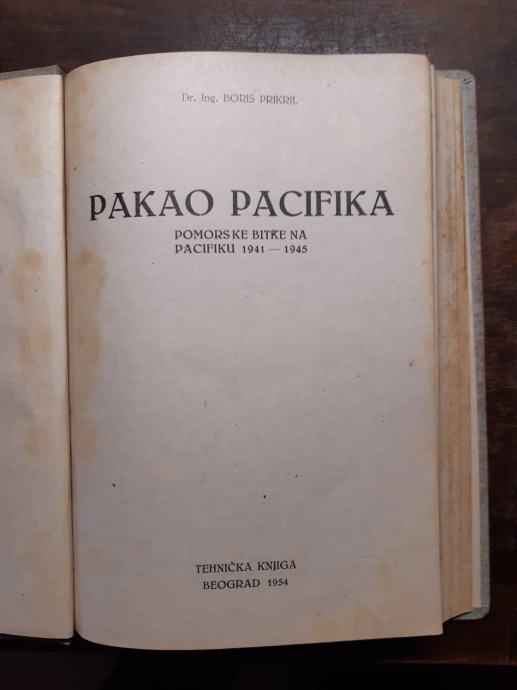 Dr. Ing. BORIS PRIKRIL
PAKAO PACIFIKA
POMORSKE BITKE NA
PACIFIKU 1941 — 1945
TEHNIČKA KNJIGA
BEOGRAD 1954